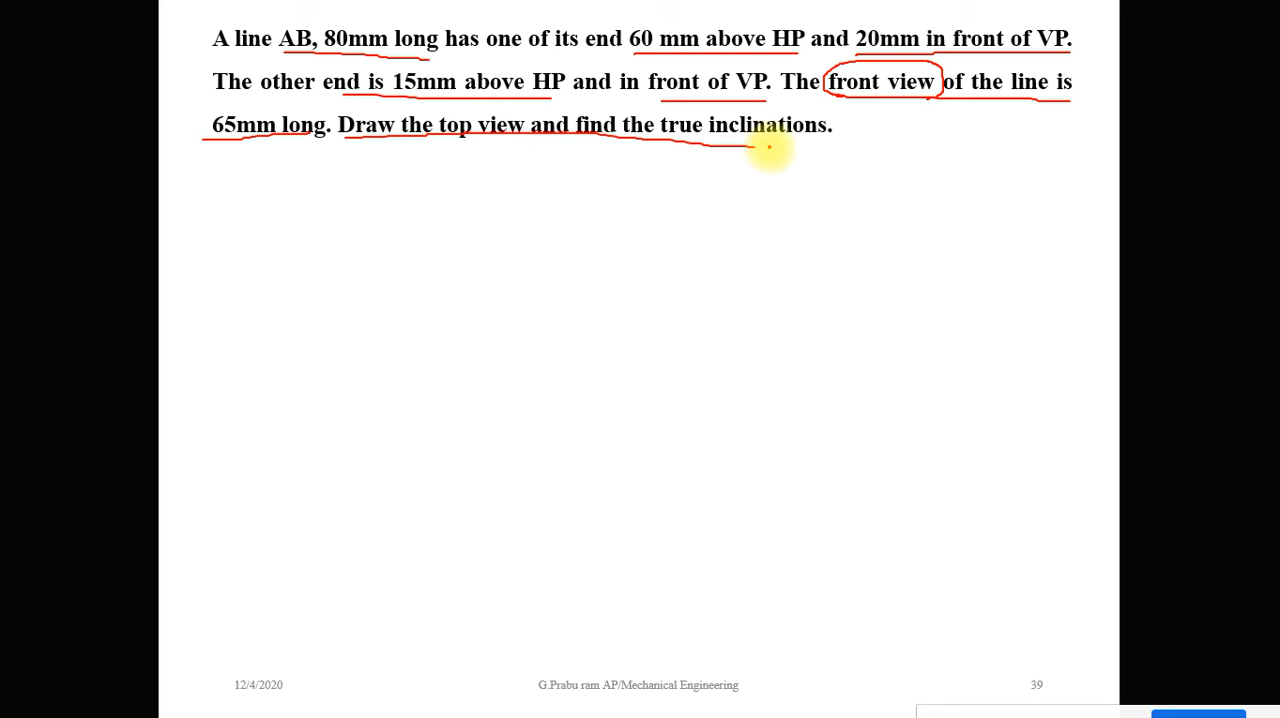 A line AB, 80mm long has one of its end 60 mm above HP and 20mm in front of VP.
The other end is 15mm above HP and in front of VP. The front view of the line is
65mm long. Draw the top view and find the true inclinations.
12/4/2020
G.Prabu ram AP/Mechanical Engineering
39